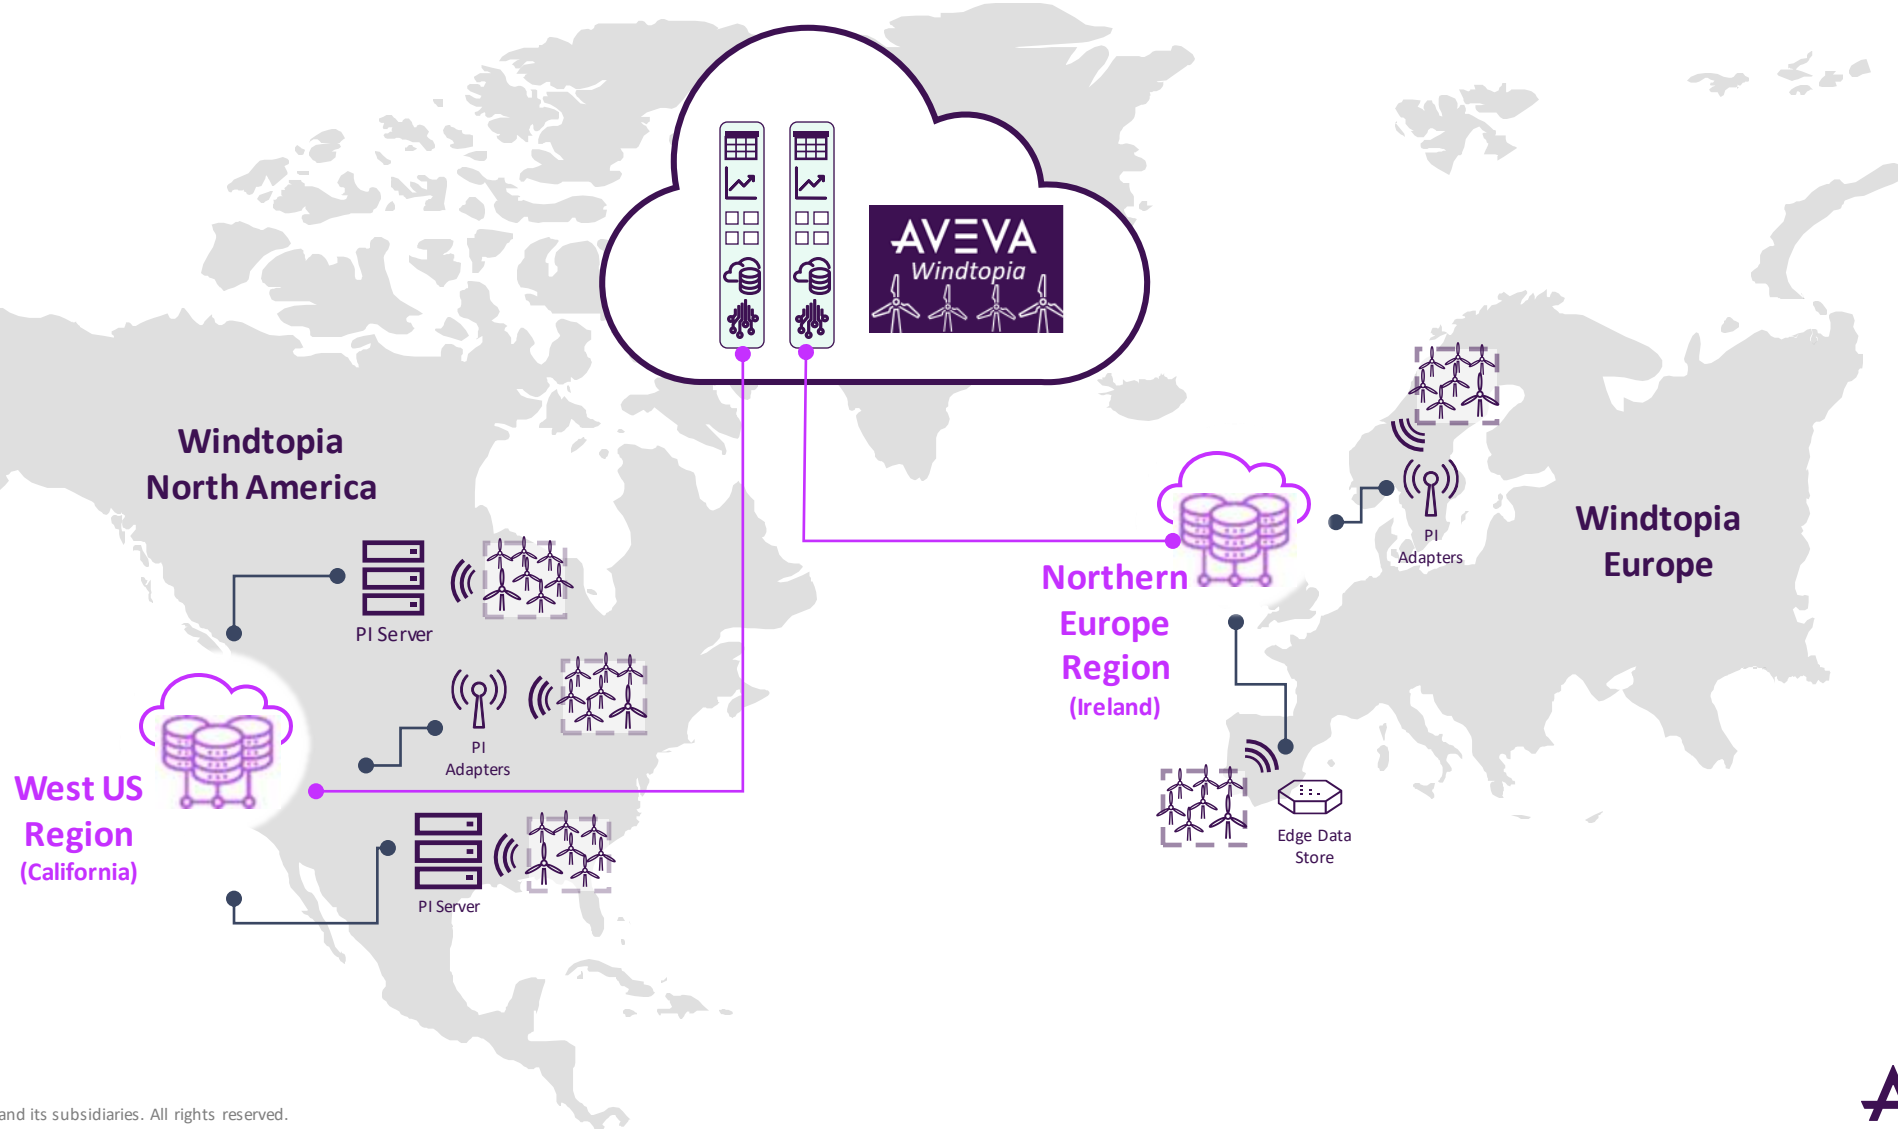 AVEVA
Windtopia
Windtopia
North America
PI Server
PI
Adapters
West US
Region
(California)
PI Server
Northern
Europe
Region
(Ireland)
PI
Adapters
Windtopia
Europe
Edge Data
Store
and its subsidiaries. All rights reserved.